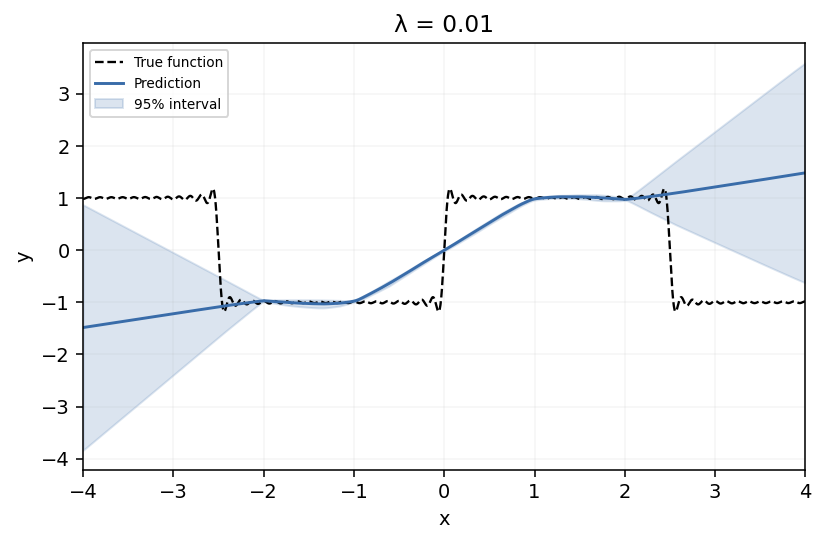 λ = 0.01
True function
Prediction
95% interval
y
3
2
1
0
−1
−2
−3
−4
−4 −3 −2 −1 0 1 2 3 4
x